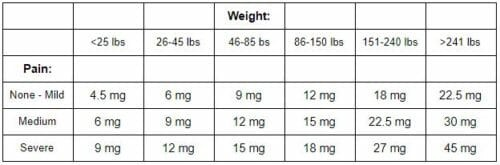 Weight:
<25 lbs 26-45 lbs 46-85 bs 86-150 lbs 151-240 lbs >241 lbs
Pain:
None - Mild 4.5 mg 6 mg 9 mg 12 mg 18 mg 22.5 mg
Medium 6 mg 9 mg 12 mg 15 mg 22.5 mg 30 mg
Severe 9 mg 12 mg 15 mg 18 mg 27 mg 45 mg